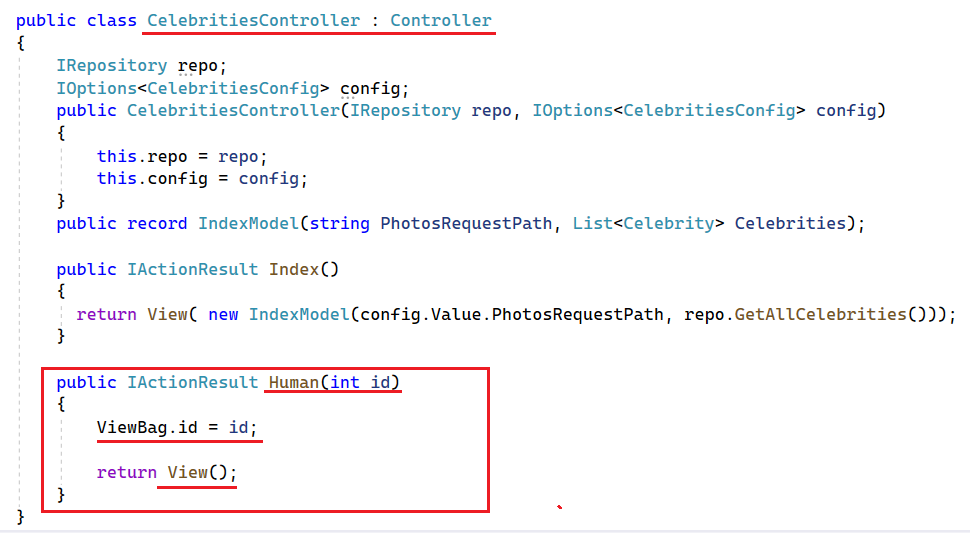 public class CelebritiesController : Controller
{
IRepository repo;
IOptions<CelebritiesConfig> config;
public CelebritiesController(IRepository repo, IOptions<CelebritiesConfig> config)
{
this.repo = repo;
this.config = config;
}
public record IndexModel(string PhotosRequestPath, List<Celebrity> Celebrities);
public IActionResult Index()
{
return View( new IndexModel(config.Value.PhotosRequestPath, repo.GetAllCelebrities()));
}
public IActionResult Human(int id)
{
ViewBag.id = id;
return View();
}
}